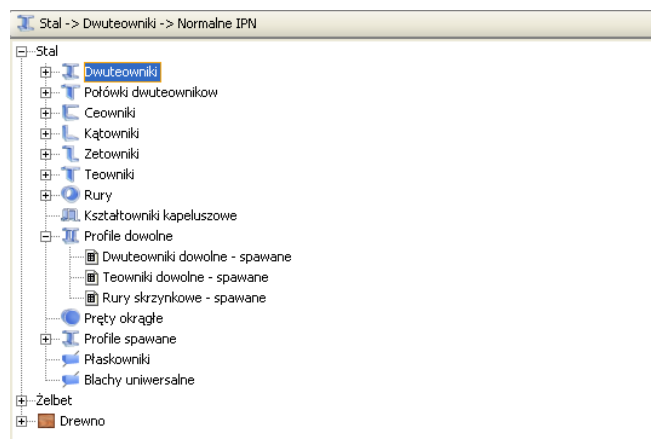 Stal -> Dwuteowniki -> Normalne IPN
Stal
Dwuteowniki
Połówki dwuteownikow
Ceowniki
Kątowniki
Zetowniki
Teowniki
Rury
Kształtowniki kapeluszowe
Profile dowolne
Dwuteowniki dowolne - spawane
Teowniki dowolne - spawane
Rury skrzynkowe - spawane
Pręty okrągłe
Profile spawane
Płaskowniki
Blachy uniwersalne
Żelbet
Drewno